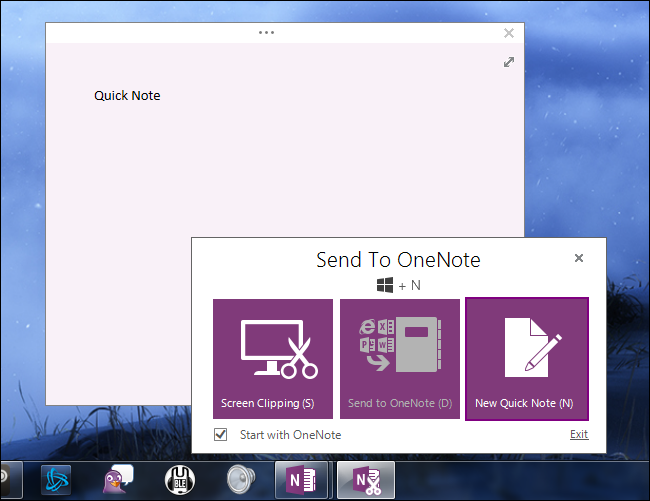 Quick Note
Send To OneNote
+ N
Screen Clipping (S)
Send to OneNote (D)
New Quick Note (N)
Start with OneNote
Exit